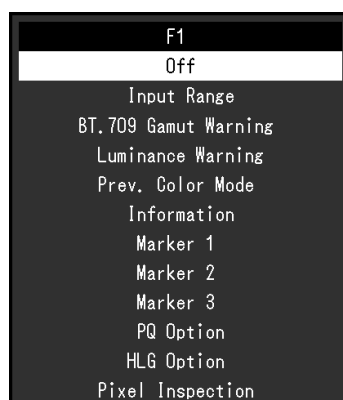 F1
Off
Input Range
BT.709 Gamut Warning
Luminance Warning
Prev. Color Mode
Information
Marker 1
Marker 2
Marker 3
PQ Option
HLG Option
Pixel Inspection